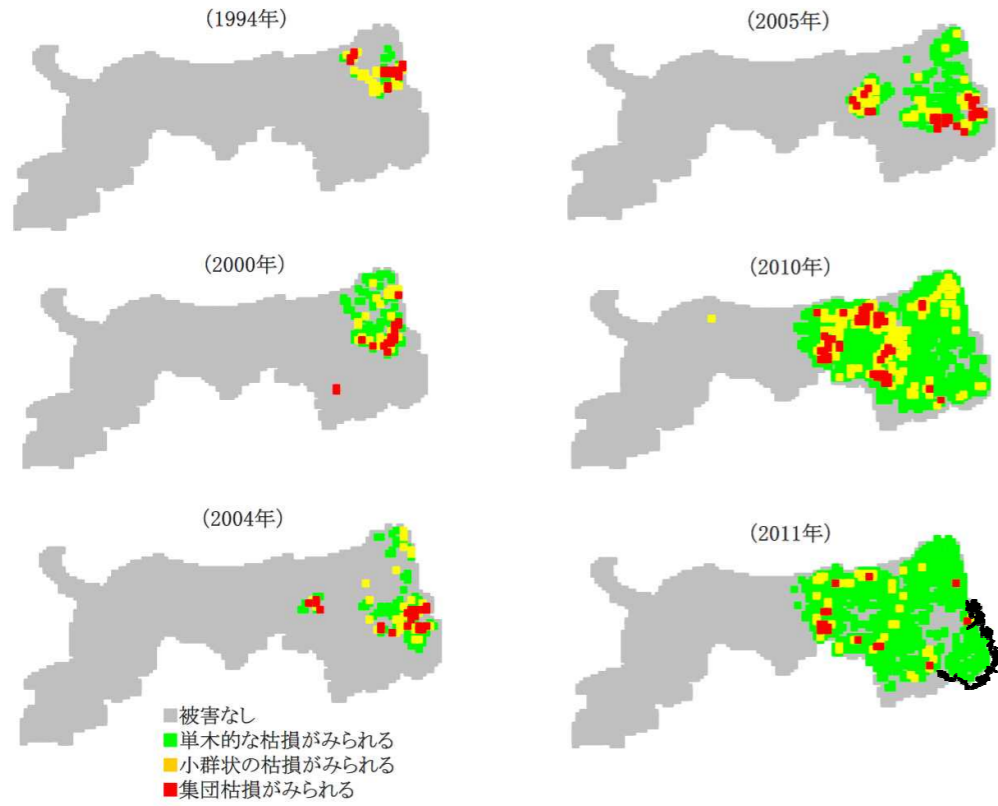 (1994年)
(2005年)
(2000年)
(2010年)
(2004年)
(2011年)
被害なし
単木的な枯損がみられる
小群状の枯損がみられる
集団枯損がみられる